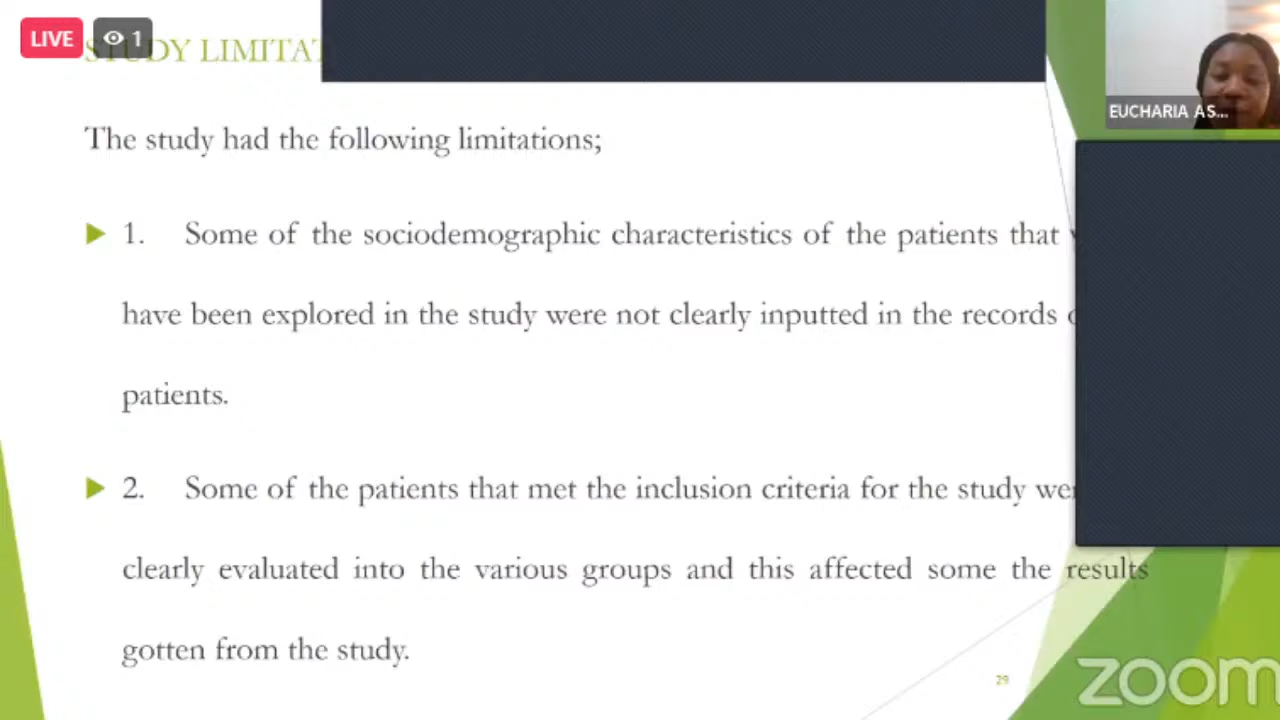 LIVE 1
STUDY LIMITAT
EUCHARIA AS...
The study had the following limitations;
1. Some of the sociodemographic characteristics of the patients that
have been explored in the study were not clearly inputted in the records
patients.
2. Some of the patients that met the inclusion criteria for the study
clearly evaluated into the various groups and this affected some the results
gotten from the study.
29
zoom